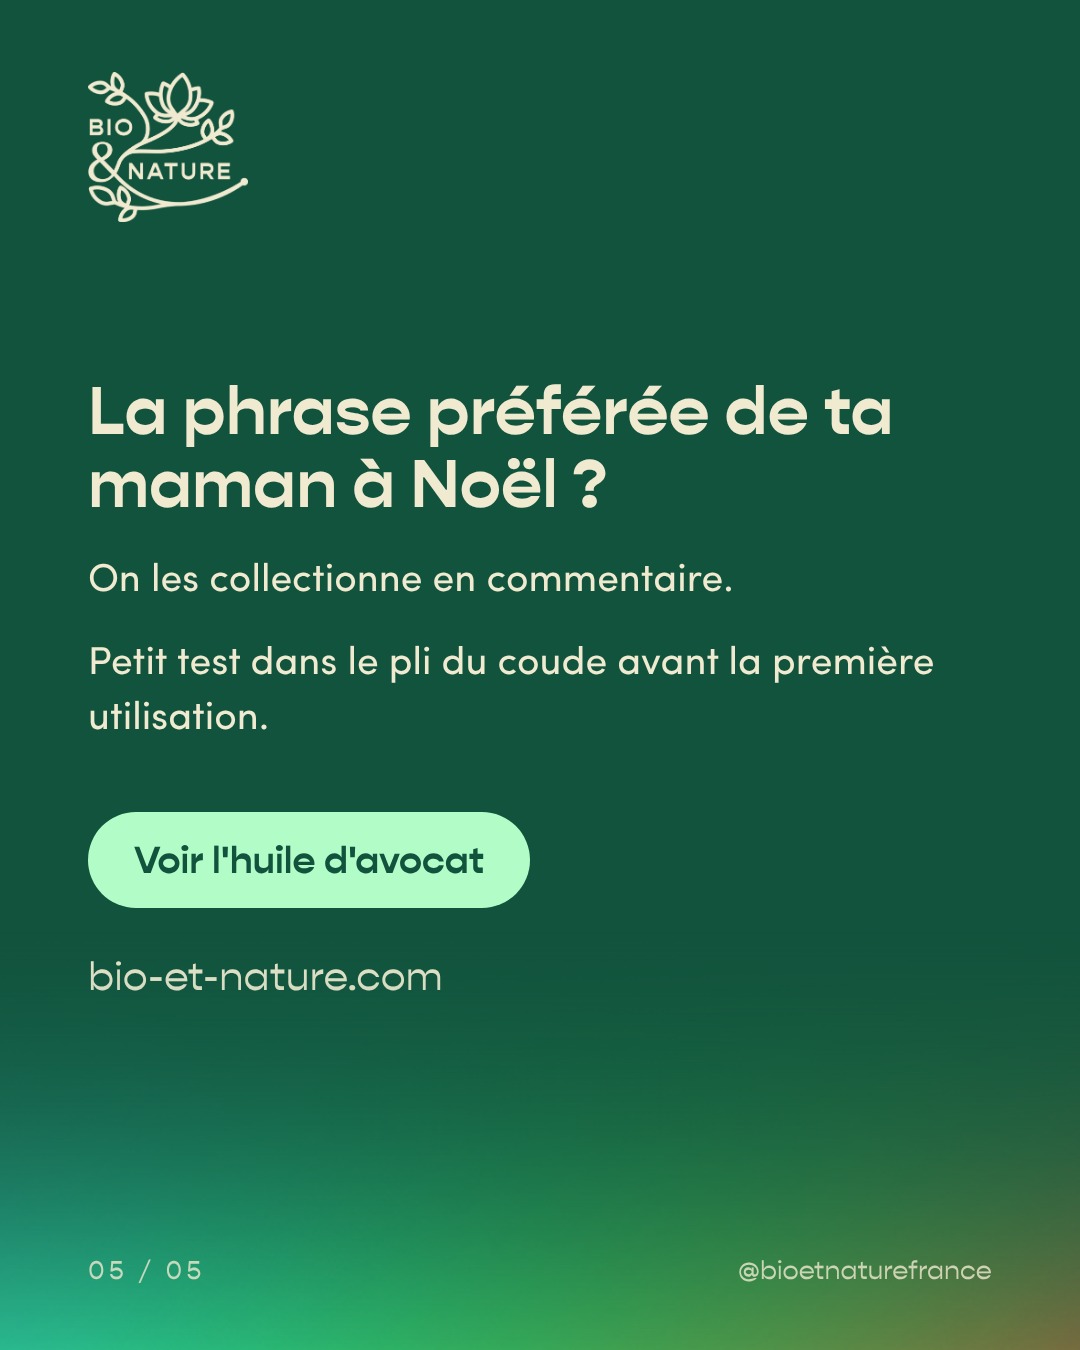 BIO
& NATURE
La phrase préférée de ta
maman à Noël ?
On les collectionne en commentaire.
Petit test dans le pli du coude avant la première
utilisation.
Voir l'huile d'avocat
bio-et-nature.com
05 / 05
@bioetnaturefrance